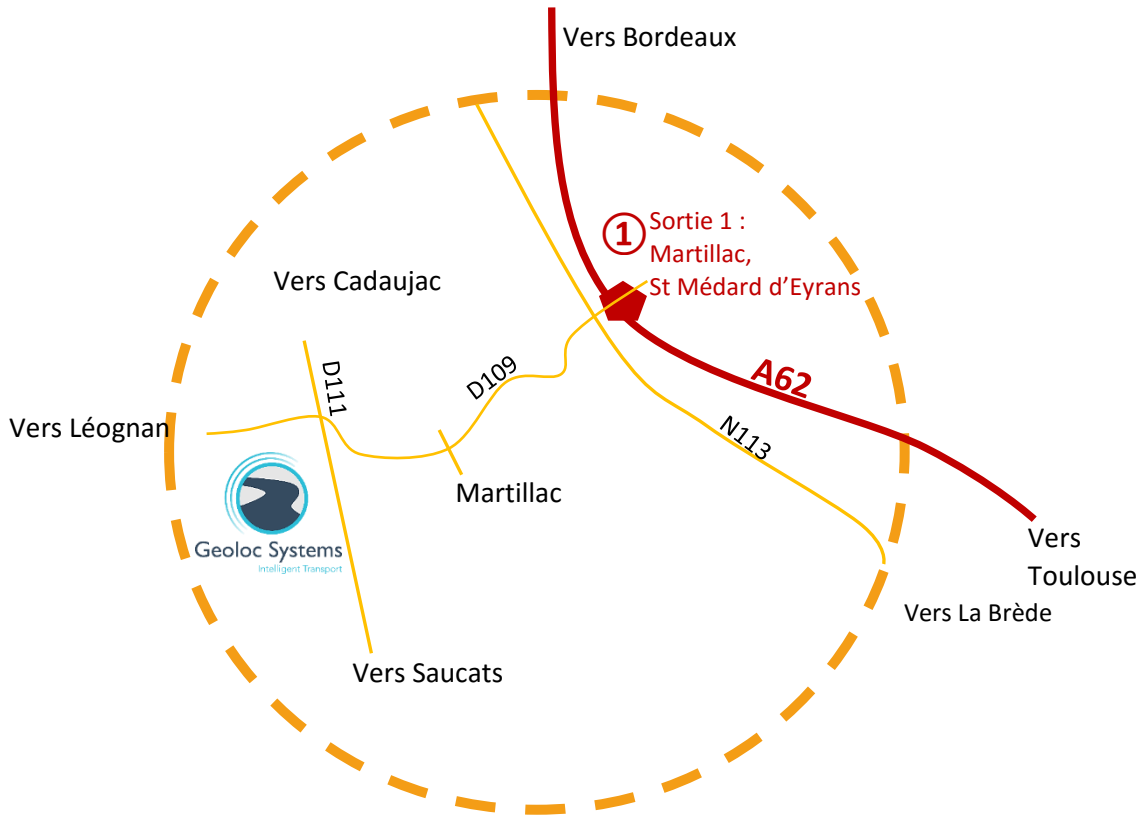 Vers Bordeaux
1
Sortie 1 :
Martillac,
St Médard d’Eyrans
Vers Cadaujac
D111
D109
A62
Vers Léognan
N113
Martillac
Geoloc Systems
Intelligent Transport
Vers
Toulouse
Vers La Brède
Vers Saucats